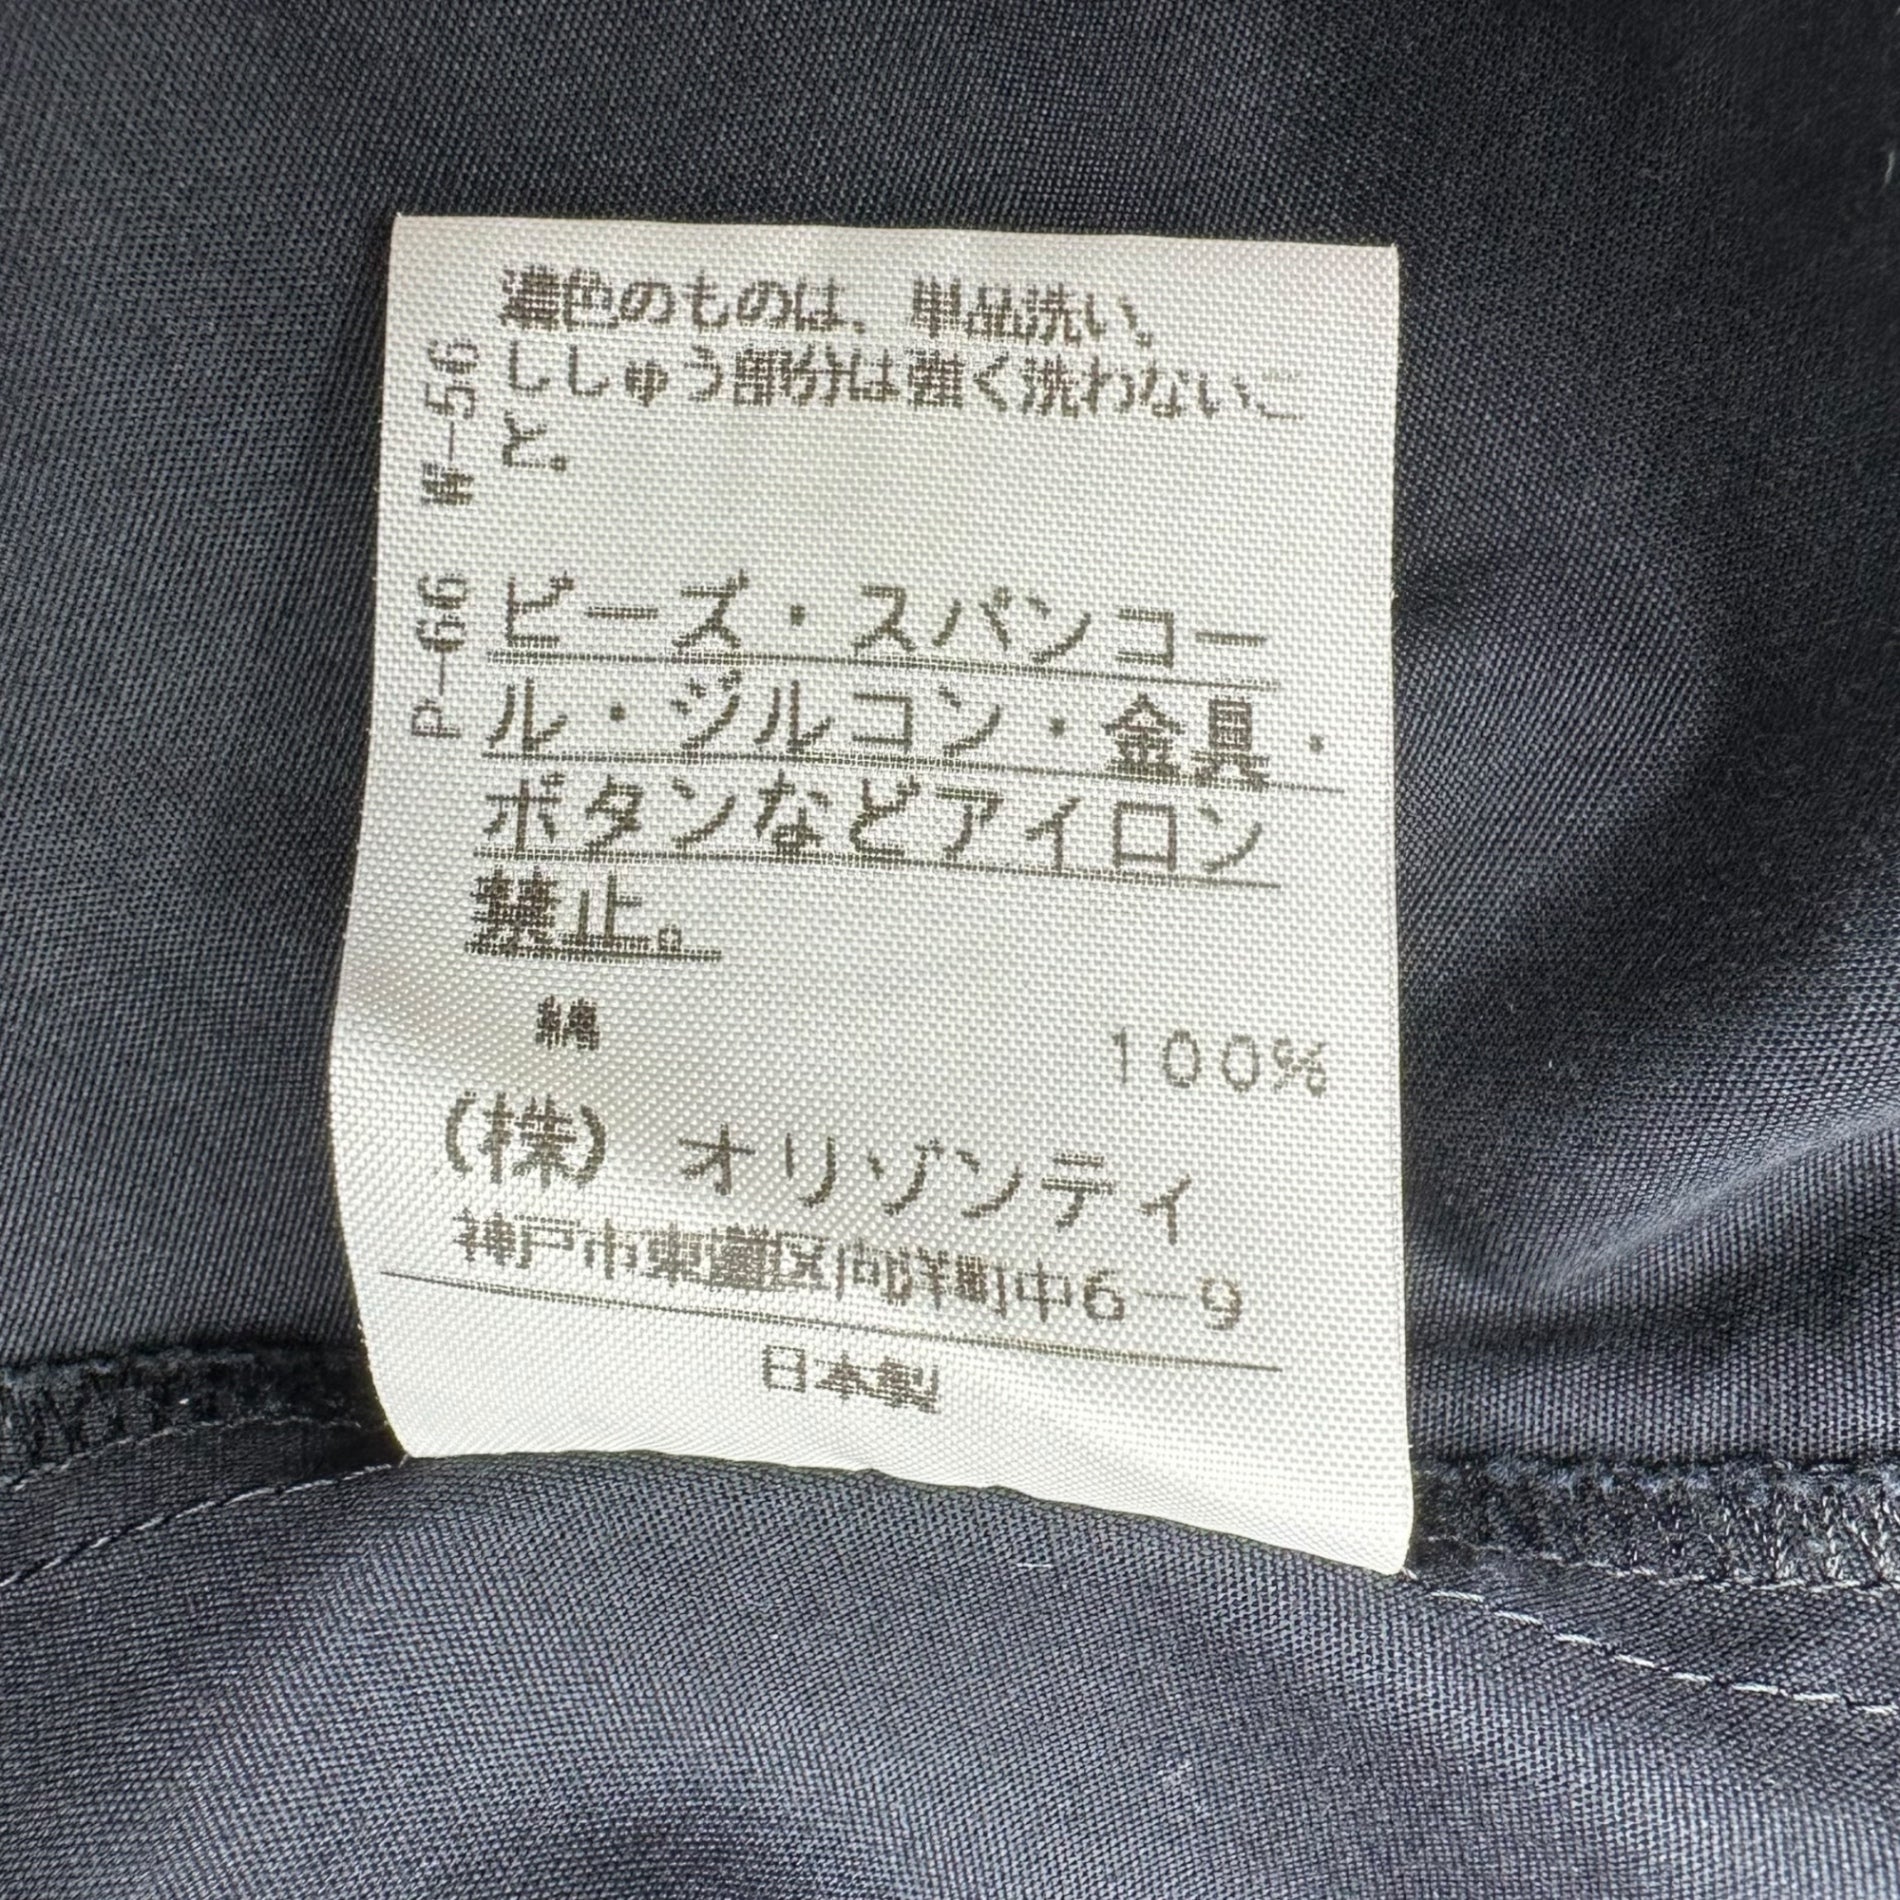 濃色のものは、単品洗い。
ししゅう部分は強く洗わないこ
と。
W-56
P-66
ビーズ・スパンコー
ル・ジルコン・金具・
ボタンなどアイロン
禁止。
綿 100%
(株) オリゾンティ
神戸市東灘区向洋町中6-9
日本製